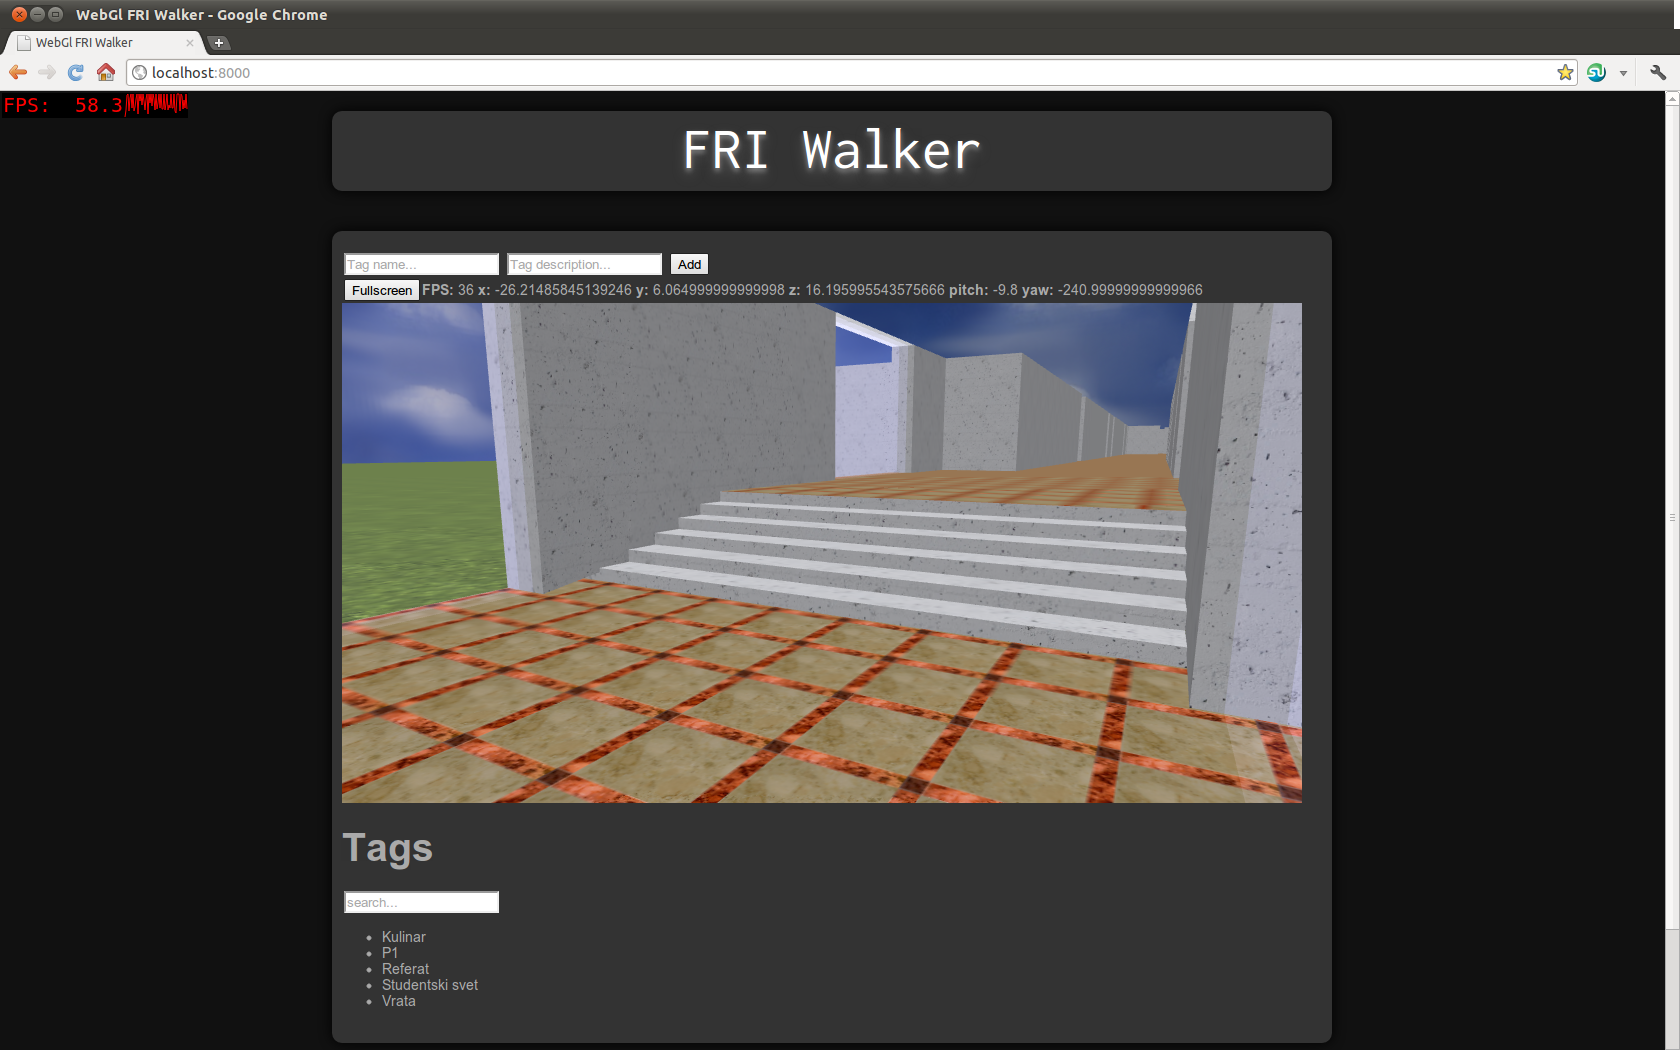 WebGl FRI Walker - Google Chrome
WebGl FRI Walker
localhost:8000
FPS: 58.3
FRI Walker
Tag name... Tag description... Add
Fullscreen FPS: 36 x: -26.21485845139246 y: 6.064999999999998 z: 16.195995543575666 pitch: -9.8 yaw: -240.99999999999966
Tags
search...
Kulinar
P1
Referat
Studentski svet
Vrata